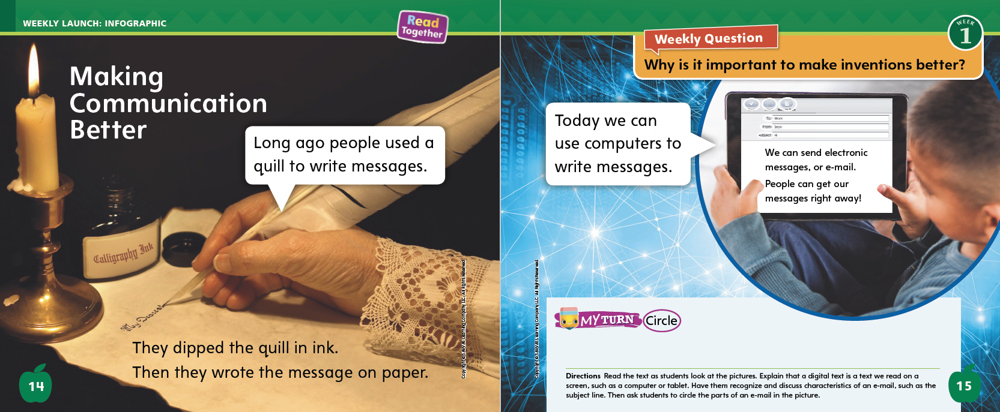 WEEKLY LAUNCH: INFOGRAPHIC
Read
Together
Making
Communication
Better
Long ago people used a
quill to write messages.
Calligraphy Ink
My Dearest
They dipped the quill in ink.
Then they wrote the message on paper.
Copyright © SAVVAS Learning Company LLC. All Rights Reserved.
14
WEEK
1
Weekly Question
Why is it important to make inventions better?
Today we can
use computers to
write messages.
To: Mom
From: Sean
Subject: Hi
We can send electronic
messages, or e-mail.
People can get our
messages right away!
Copyright © SAVVAS Learning Company LLC. All Rights Reserved.
MY TURN Circle
Directions Read the text as students look at the pictures. Explain that a digital text is a text we read on a
screen, such as a computer or tablet. Have them recognize and discuss characteristics of an e-mail, such as the
subject line. Then ask students to circle the parts of an e-mail in the picture.
15